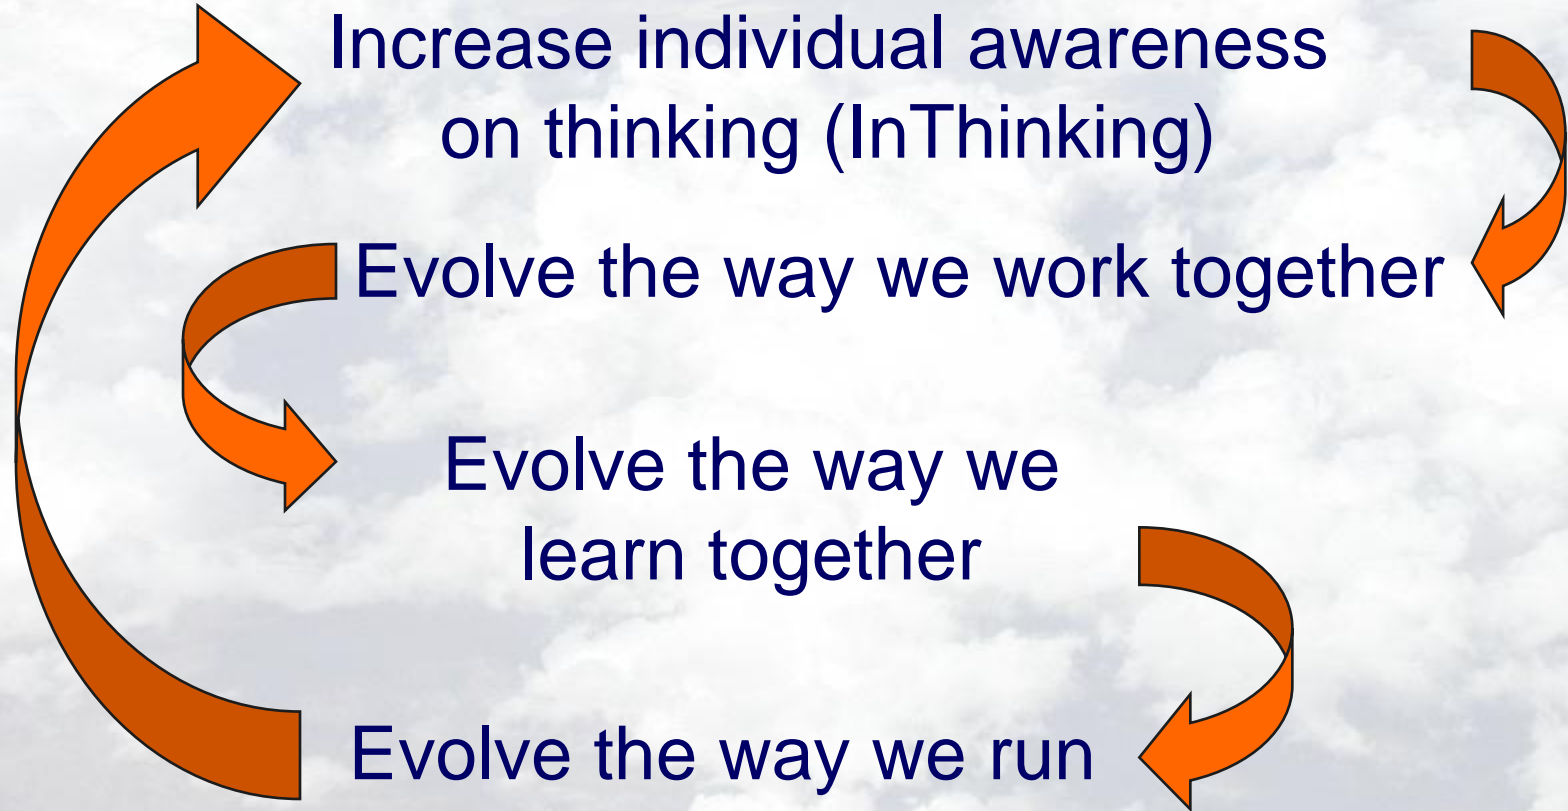 Increase individual awareness
on thinking (InThinking)
Evolve the way we work together
Evolve the way we
learn together
Evolve the way we run